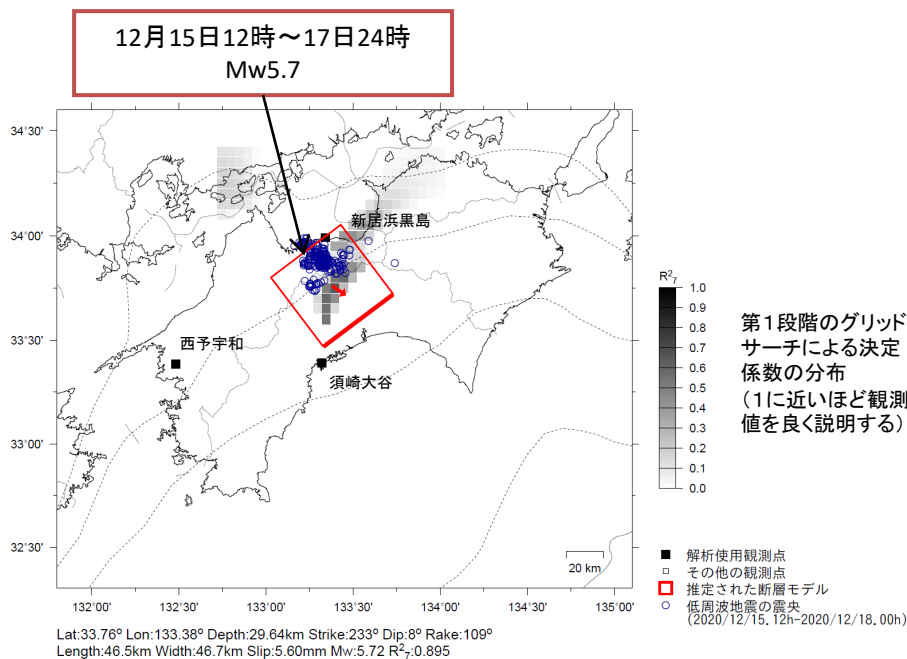 12月15日12時～17日24時
Mw5.7
34°30'
34°00'
33°30'
33°00'
32°30'
132°00'
132°30'
133°00'
133°30'
134°00'
134°30'
135°00'
新居浜黒島
西予宇和
須崎大谷
20 km
R²₇
1.0
0.9
0.8
0.7
0.6
0.5
0.4
0.3
0.2
0.1
0.0
第１段階のグリッド
サーチによる決定
係数の分布
（１に近いほど観測
値を良く説明する）
解析使用観測点
その他の観測点
推定された断層モデル
低周波地震の震央
(2020/12/15.12h-2020/12/18.00h)
Lat:33.76° Lon:133.38° Depth:29.64km Strike:233° Dip:8° Rake:109°
Length:46.5km Width:46.7km Slip:5.60mm Mw:5.72 R²₇:0.895